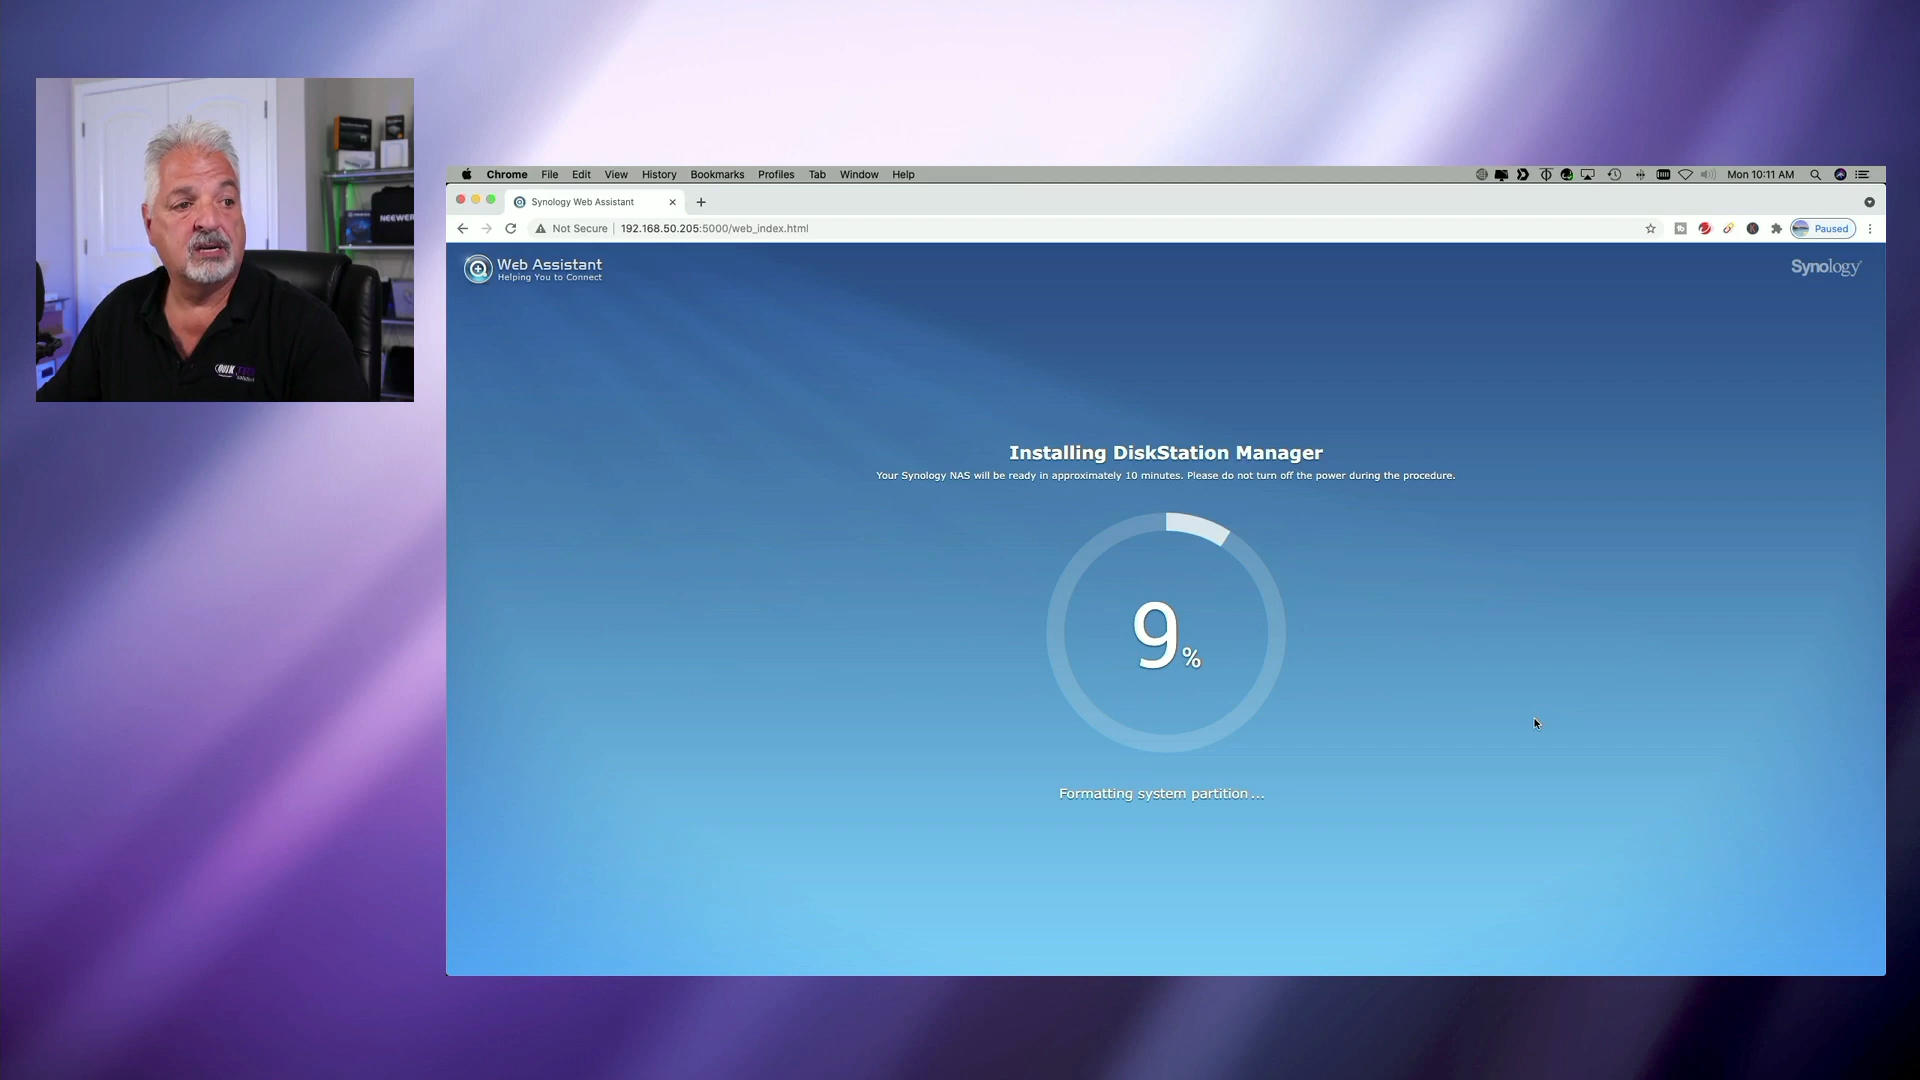 NEEWER
QUIK
Chrome File Edit View History Bookmarks Profiles Tab Window Help
Mon 10:11 AM
Synology Web Assistant
Not Secure 192.168.50.205:5000/web_index.html
Paused
Web Assistant
Helping You to Connect
Synology
Installing DiskStation Manager
Your Synology NAS will be ready in approximately 10 minutes. Please do not turn off the power during the procedure.
9%
Formatting system partition...